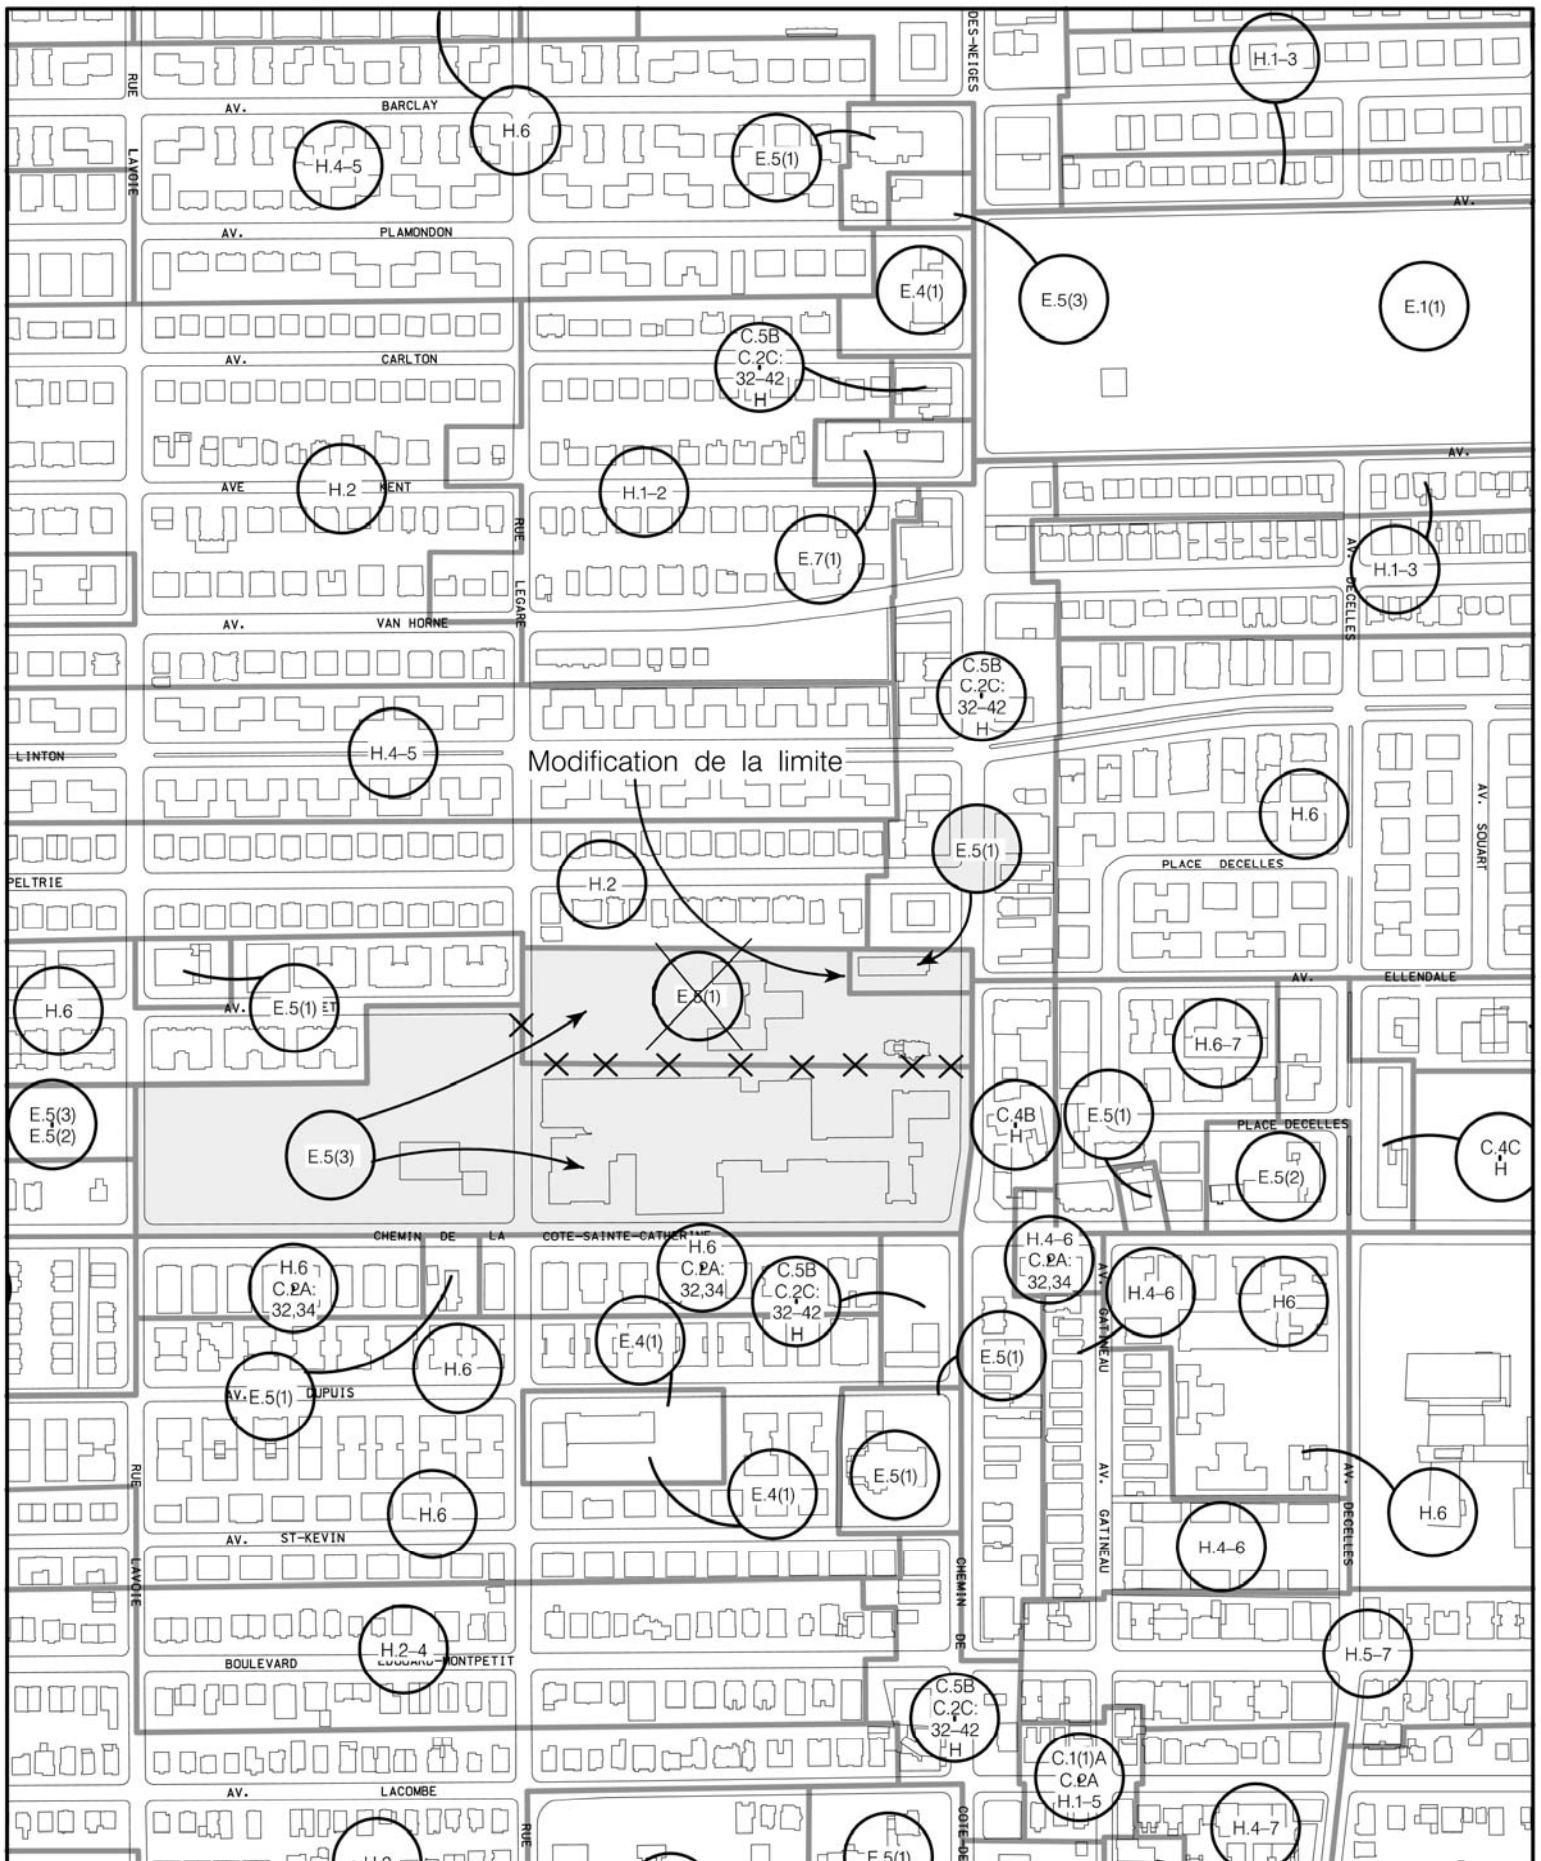 DES-NEIGES
H.1–3
RUE
AV.
BARCLAY
H.6
H.4–5
E.5(1)
LAVOIE
AV.
AV.
PLAMONDON
E.4(1)
E.5(3)
E.1(1)
C.5B
C.2C:
32–42
H
AV.
CARLTON
AV.
AVE
KENT
H.2
H.1–2
RUE
E.7(1)
AV.
DECELLES
H.1–3
LEGARE
AV.
VAN HORNE
C.5B
C.2C:
32–42
H
LINTON
H.4–5
Modification de la limite
AV.
SOUART
H.6
E.5(1)
PLACE DECELLES
PELTRIE
H.2
AV.
ELLENDALE
H.6
AV.
E.5(1)
ET
E.5(1)
H.6–7
E.5(3)
E.5(2)
C.4B
H
E.5(1)
PLACE DECELLES
E.5(3)
E.5(2)
C.4C
H
CHEMIN DE LA
COTE-SAINTE-CATHERINE
H.6
C.2A:
32,34
H.6
C.2A:
32,34
C.5B
C.2C:
32–42
H
H.4–6
C.2A:
32,34
AV.
GATINEAU
H.4–6
H6
E.4(1)
E.5(1)
H.6
AV.
E.5(1)
DUPUIS
RUE
E.5(1)
AV.
GATINEAU
AV.
DECELLES
E.4(1)
H.6
H.6
AV.
ST-KEVIN
H.4–6
LAVOIE
CHEMIN
DE
H.2–4
BOULEVARD
EDOUARD-MONTPETIT
H.5–7
C.5B
C.2C:
32–42
H
C.1(1)A
C.2A
H.1–5
AV.
LACOMBE
RUE
COTE-DE
H.4–7
E.5(1)